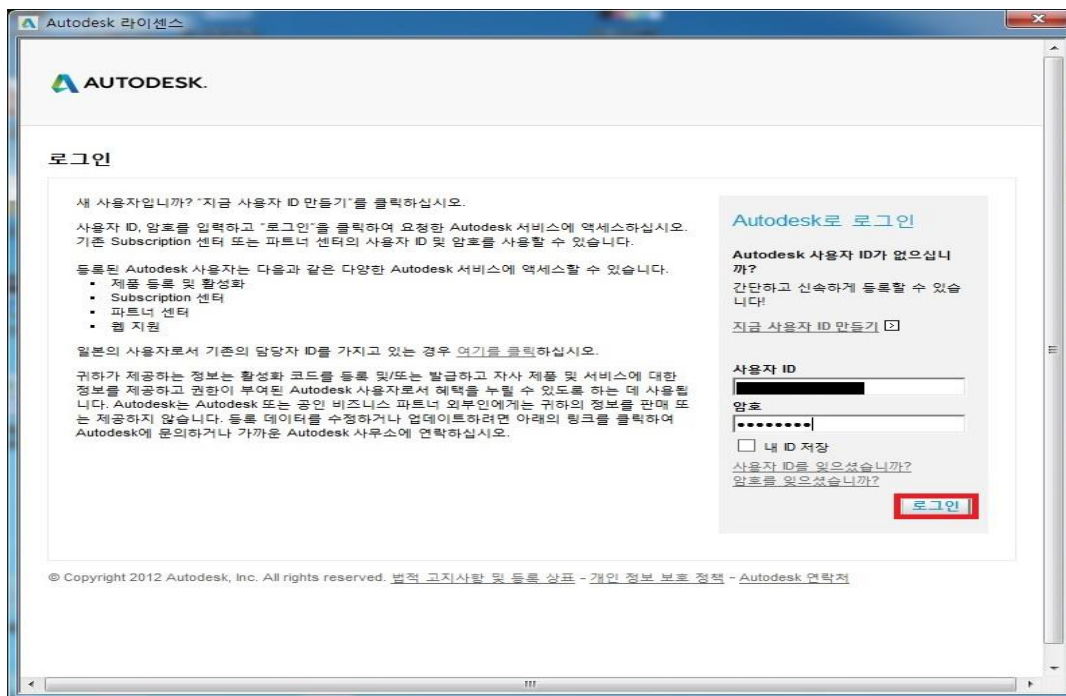 Autodesk 라이센스
AUTODESK.
로그인
새 사용자입니까? "지금 사용자 ID 만들기"를 클릭하십시오.
사용자 ID, 암호를 입력하고 "로그인"을 클릭하여 요청한 Autodesk 서비스에 액세스하십시오.
기존 Subscription 센터 또는 파트너 센터의 사용자 ID 및 암호를 사용할 수 있습니다.
등록된 Autodesk 사용자는 다음과 같은 다양한 Autodesk 서비스에 액세스할 수 있습니다.
▪ 제품 등록 및 활성화
▪ Subscription 센터
▪ 파트너 센터
▪ 웹 지원
일본의 사용자로서 기존의 담당자 ID를 가지고 있는 경우 여기를 클릭하십시오.
귀하가 제공하는 정보는 활성화 코드를 등록 및/또는 발급하고 자사 제품 및 서비스에 대한
정보를 제공하고 권한이 부여된 Autodesk 사용자로서 혜택을 누릴 수 있도록 하는 데 사용됩
니다. Autodesk는 Autodesk 또는 공인 비즈니스 파트너 외부인에게는 귀하의 정보를 판매 또
는 제공하지 않습니다. 등록 데이터를 수정하거나 업데이트하려면 아래의 링크를 클릭하여
Autodesk에 문의하거나 가까운 Autodesk 사무소에 연락하십시오.
Autodesk로 로그인
Autodesk 사용자 ID가 없으십니
까?
간단하고 신속하게 등록할 수 있습
니다!
지금 사용자 ID 만들기
사용자 ID
암호
내 ID 저장
사용자 ID를 잊으셨습니까?
암호를 잊으셨습니까?
로그인
© Copyright 2012 Autodesk, Inc. All rights reserved. 법적 고지사항 및 등록 상표 - 개인 정보 보호 정책 - Autodesk 연락처